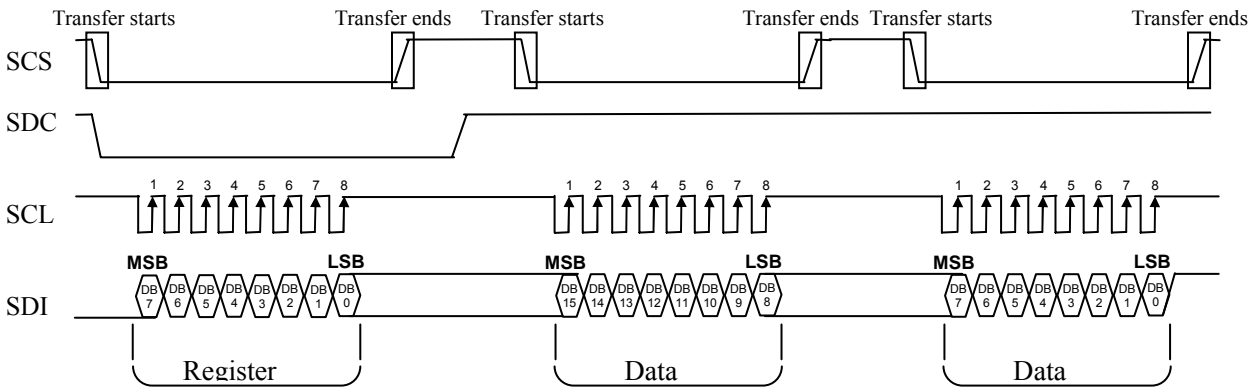 Transfer starts Transfer ends Transfer starts Transfer ends Transfer starts Transfer ends
SCS
SDC
1 2 3 4 5 6 7 8 1 2 3 4 5 6 7 8 1 2 3 4 5 6 7 8
SCL
MSB LSB MSB LSB MSB LSB
SDI
DB DB DB DB DB DB DB DB DB DB DB DB DB DB DB DB DB DB DB DB DB DB DB DB
7 6 5 4 3 2 1 0 15 14 13 12 11 10 9 8 7 6 5 4 3 2 1 0
Register Data Data